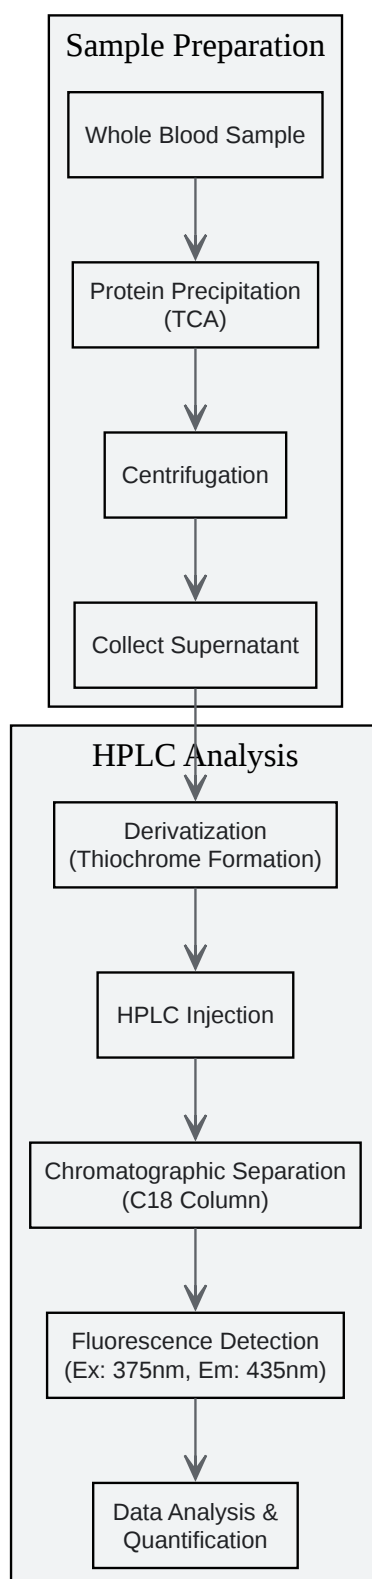 Sample Preparation
Whole Blood Sample
Protein Precipitation
(TCA)
Centrifugation
Collect Supernatant
HPLC Analysis
Derivatization
(Thiochrome Formation)
HPLC Injection
Chromatographic Separation
(C18 Column)
Fluorescence Detection
(Ex: 375nm, Em: 435nm)
Data Analysis &
Quantification